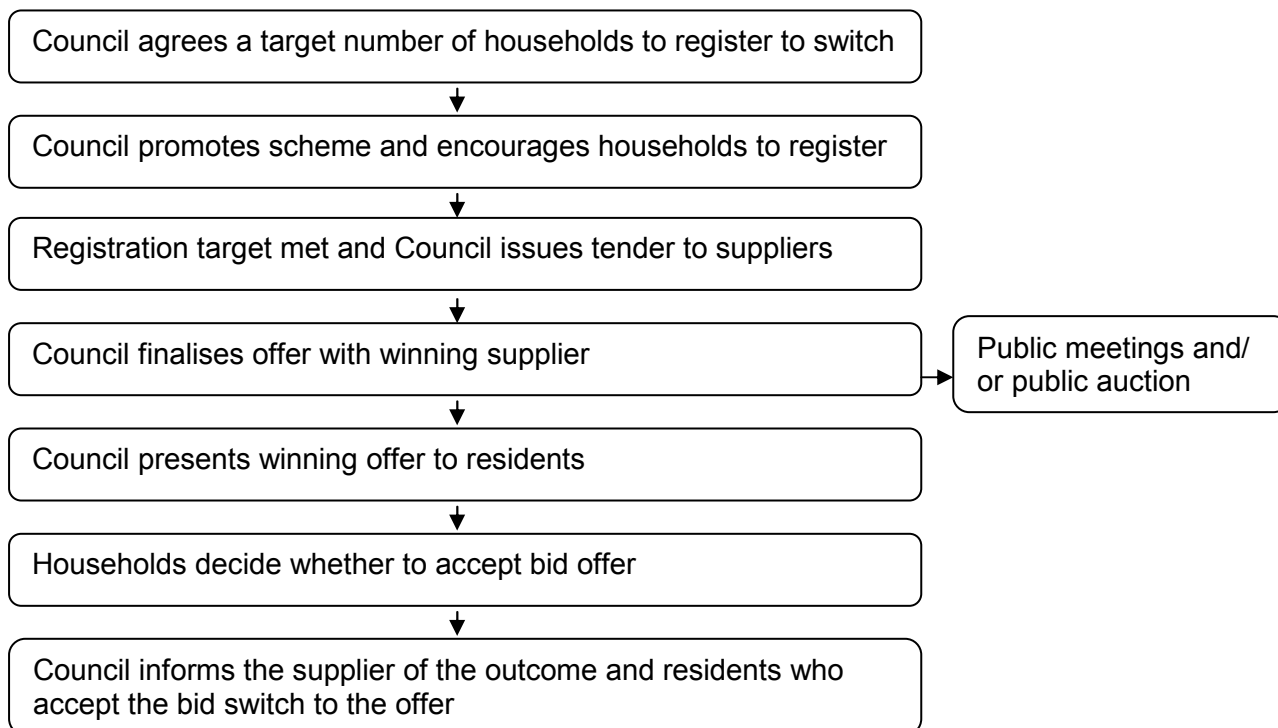 Council agrees a target number of households to register to switch
Council promotes scheme and encourages households to register
Registration target met and Council issues tender to suppliers
Council finalises offer with winning supplier
Public meetings and/
or public auction
Council presents winning offer to residents
Households decide whether to accept bid offer
Council informs the supplier of the outcome and residents who
accept the bid switch to the offer